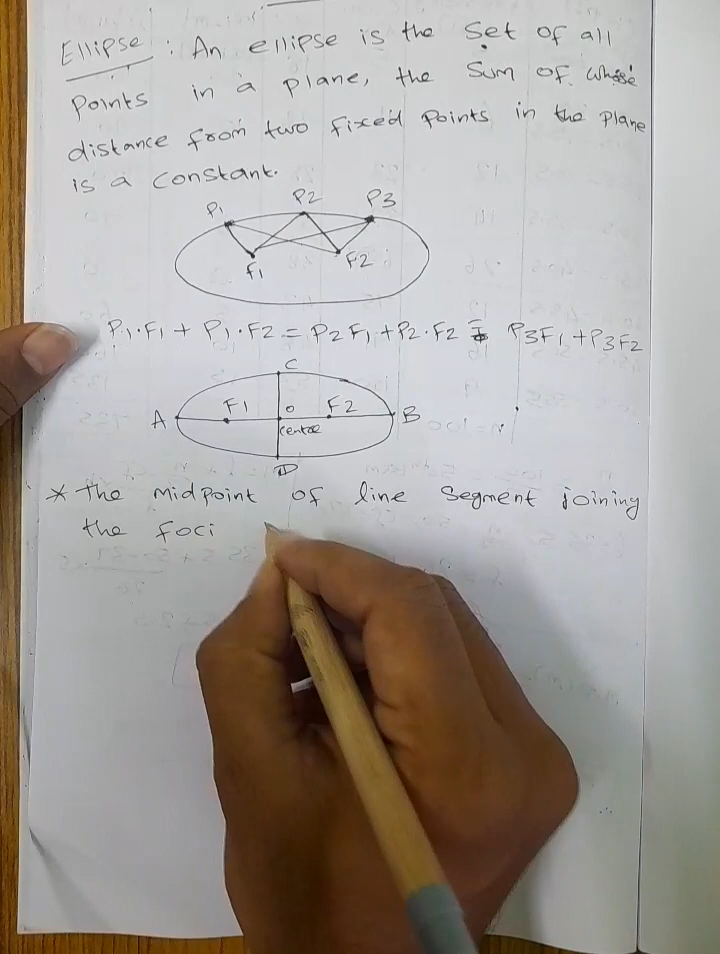 Ellipse : An ellipse is the set of all
Points in a plane, the sum of whose
distance from two fixed points in the plane
is a constant.
P1 P2 P3
F1 F2
P1.F1 + P1.F2 = P2F1 + P2.F2 = P3F1 + P3F2
C
A F1 O F2 B
Centre
D
* The midpoint of line segment joining
the foci